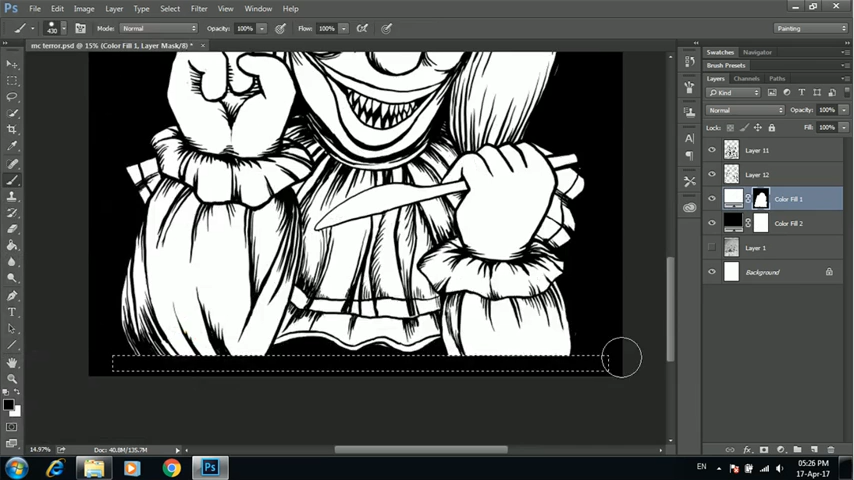 Ps File Edit Image Layer Type Select Filter View Window Help
430 Mode: Normal Opacity: 100% Flow: 100% Painting
mc terror.psd @ 15% (Color Fill 1, Layer Mask/8) * ×
Swatches Navigator
Brush Presets
Layers Channels Paths
Kind
Normal Opacity: 100%
Lock: Fill: 100%
Layer 11
Layer 12
Color Fill 1
Color Fill 2
Layer 1
Background
14.97% Doc: 40.8M/135.7M
Ps EN 05:26 PM
17-Apr-17